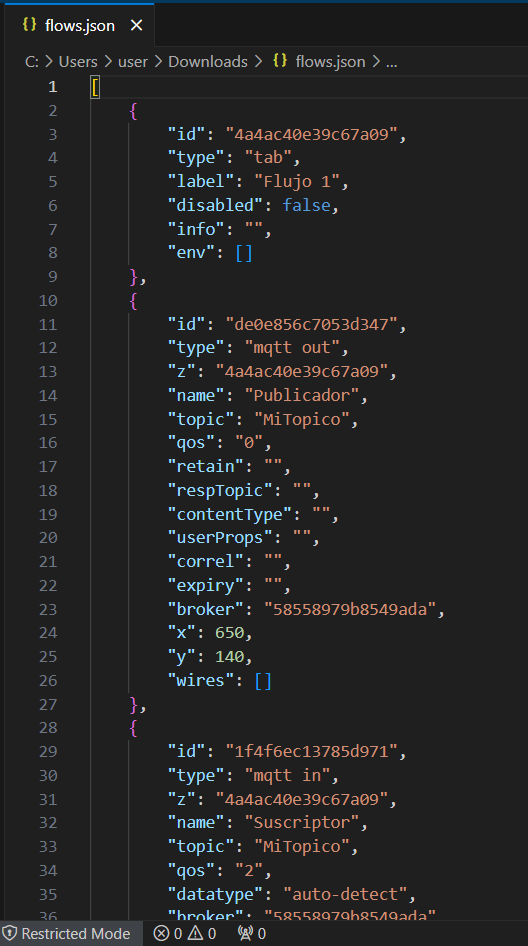 {} flows.json ×
C: > Users > user > Downloads > {} flows.json > ...
1 [
2 {
3 "id": "4a4ac40e39c67a09",
4 "type": "tab",
5 "label": "Flujo 1",
6 "disabled": false,
7 "info": "",
8 "env": []
9 },
10 {
11 "id": "de0e856c7053d347",
12 "type": "mqtt out",
13 "z": "4a4ac40e39c67a09",
14 "name": "Publicador",
15 "topic": "MiTopico",
16 "qos": "0",
17 "retain": "",
18 "respTopic": "",
19 "contentType": "",
20 "userProps": "",
21 "correl": "",
22 "expiry": "",
23 "broker": "58558979b8549ada",
24 "x": 650,
25 "y": 140,
26 "wires": []
27 },
28 {
29 "id": "1f4f6ec13785d971",
30 "type": "mqtt in",
31 "z": "4a4ac40e39c67a09",
32 "name": "Suscriptor",
33 "topic": "MiTopico",
34 "qos": "2",
35 "datatype": "auto-detect",
36 "broker": "58558979b8549ada"
Restricted Mode 0 0 0